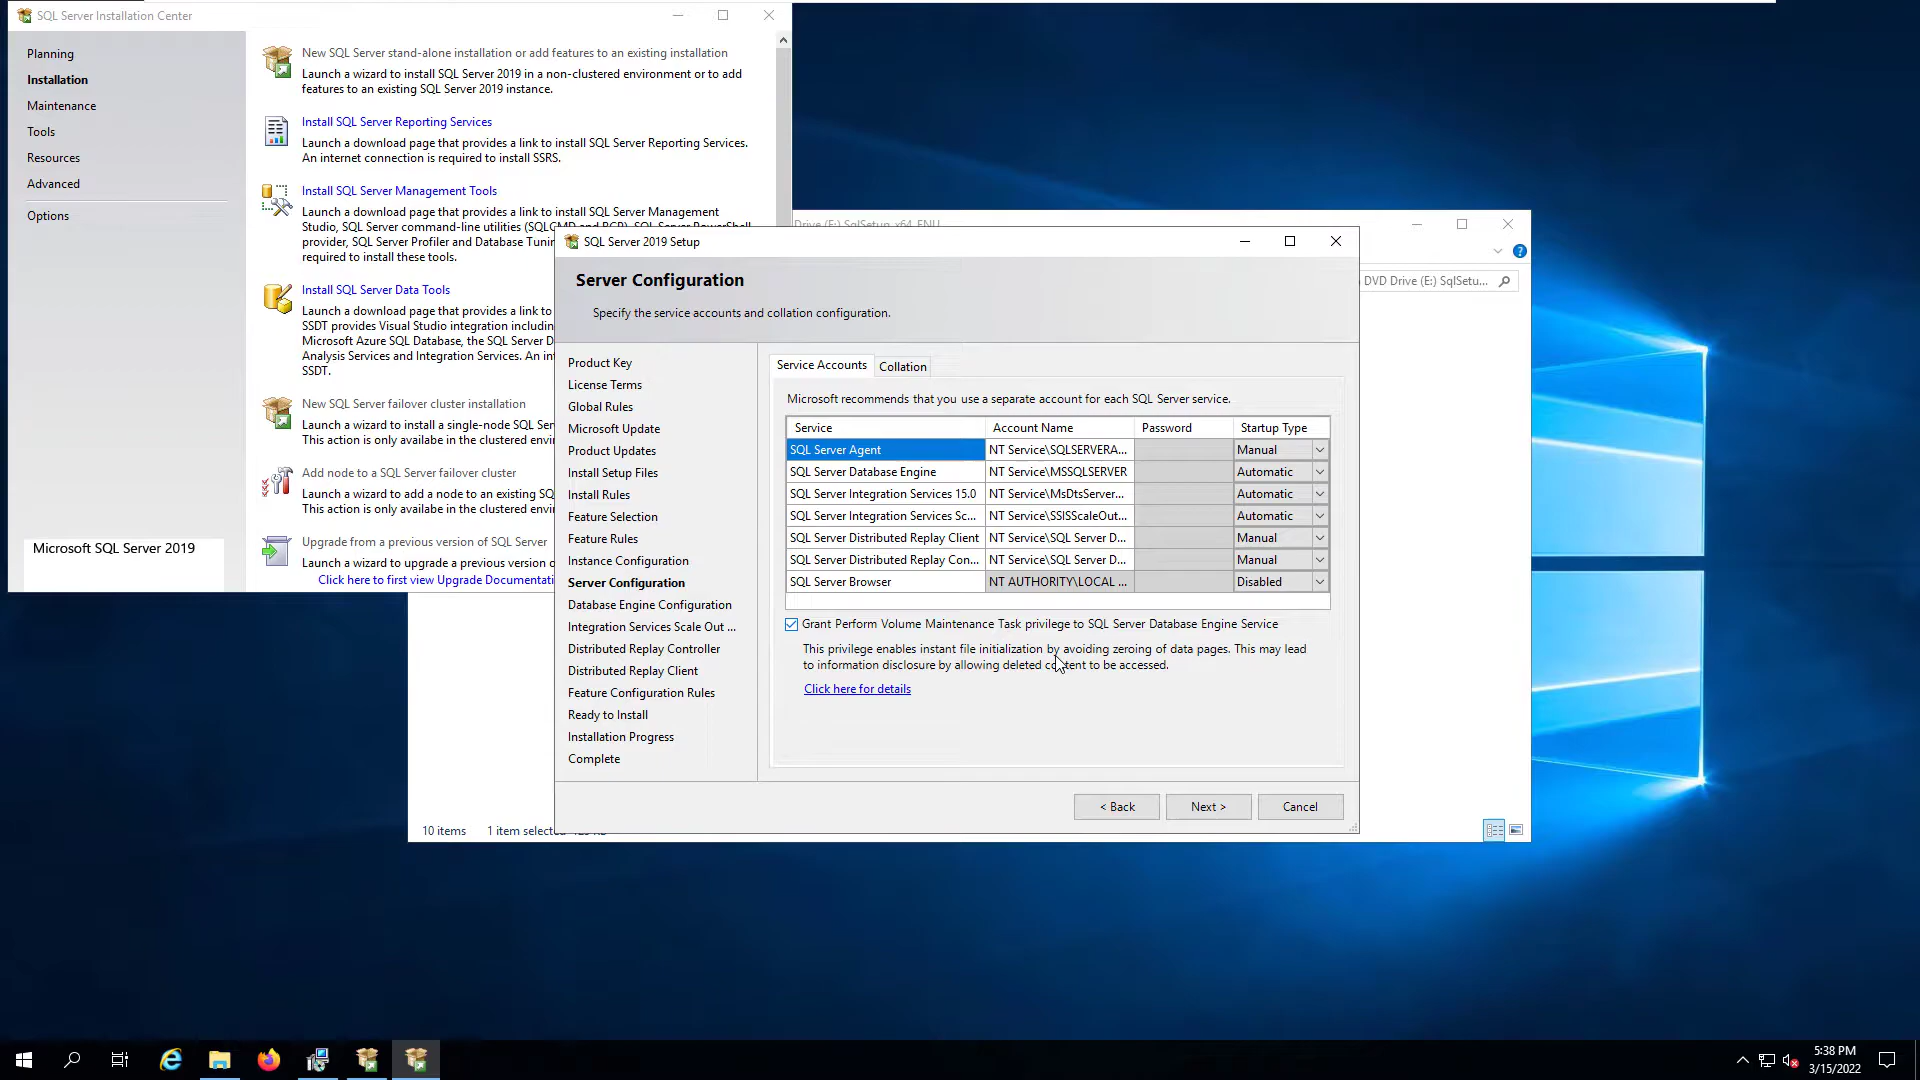 SQL Server Installation Center
Planning
Installation
Maintenance
Tools
Resources
Advanced
Options
Microsoft SQL Server 2019
New SQL Server stand-alone installation or add features to an existing installation
Launch a wizard to install SQL Server 2019 in a non-clustered environment or to add
features to an existing SQL Server 2019 instance.
Install SQL Server Reporting Services
Launch a download page that provides a link to install SQL Server Reporting Services.
An internet connection is required to install SSRS.
Install SQL Server Management Tools
Launch a download page that provides a link to install SQL Server Management
Studio, SQL Server command-line utilities (SQLCMD and BCP), SQL Server PowerShell
provider, SQL Server Profiler and Database Tunin
required to install these tools.
Install SQL Server Data Tools
Launch a download page that provides a link to
SSDT provides Visual Studio integration includin
Microsoft Azure SQL Database, the SQL Server D
Analysis Services and Integration Services. An in
SSDT.
New SQL Server failover cluster installation
Launch a wizard to install a single-node SQL Ser
This action is only availabe in the clustered envi
Add node to a SQL Server failover cluster
Launch a wizard to add a node to an existing SQ
This action is only availabe in the clustered envi
Upgrade from a previous version of SQL Server
Launch a wizard to upgrade a previous version o
Click here to first view Upgrade Documentati
Drive (E:) SqlSetup_x64_ENU
DVD Drive (E:) SqlSetu...
10 items
1 item selected
SQL Server 2019 Setup
Server Configuration
Specify the service accounts and collation configuration.
Product Key
License Terms
Global Rules
Microsoft Update
Product Updates
Install Setup Files
Install Rules
Feature Selection
Feature Rules
Instance Configuration
Server Configuration
Database Engine Configuration
Integration Services Scale Out ...
Distributed Replay Controller
Distributed Replay Client
Feature Configuration Rules
Ready to Install
Installation Progress
Complete
Service Accounts Collation
Microsoft recommends that you use a separate account for each SQL Server service.
Service Account Name Password Startup Type
SQL Server Agent NT Service\SQLSERVERA... Manual
SQL Server Database Engine NT Service\MSSQLSERVER Automatic
SQL Server Integration Services 15.0 NT Service\MsDtsServer... Automatic
SQL Server Integration Services Sc... NT Service\SSISScaleOut... Automatic
SQL Server Distributed Replay Client NT Service\SQL Server D... Manual
SQL Server Distributed Replay Con... NT Service\SQL Server D... Manual
SQL Server Browser NT AUTHORITY\LOCAL ... Disabled
Grant Perform Volume Maintenance Task privilege to SQL Server Database Engine Service
This privilege enables instant file initialization by avoiding zeroing of data pages. This may lead
to information disclosure by allowing deleted content to be accessed.
Click here for details
< Back
Next >
Cancel
5:38 PM
3/15/2022